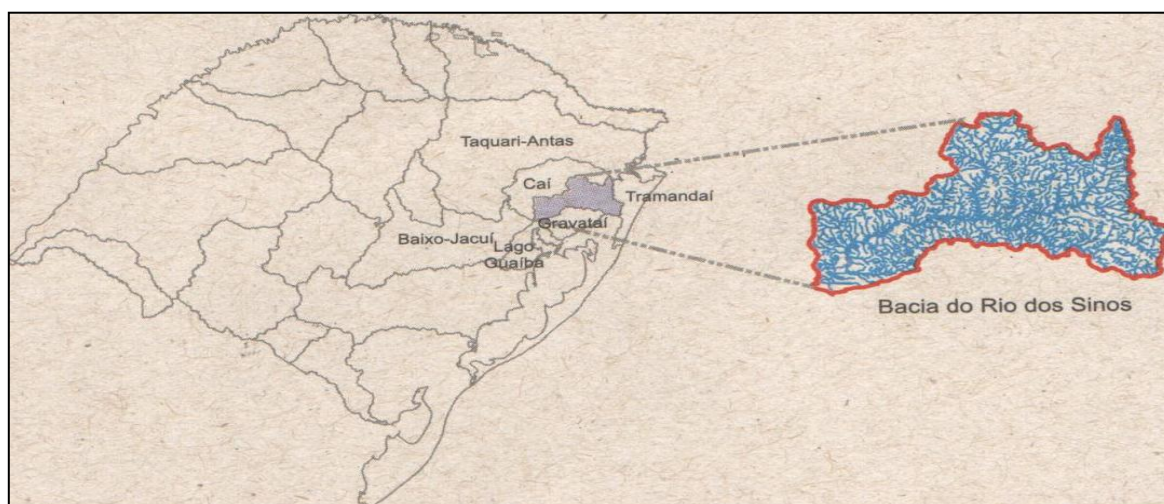 Taquari-Antas
Caí
Tramandaí
Gravataí
Baixo-Jacuí
Lago
Guaíba
Bacia do Rio dos Sinos